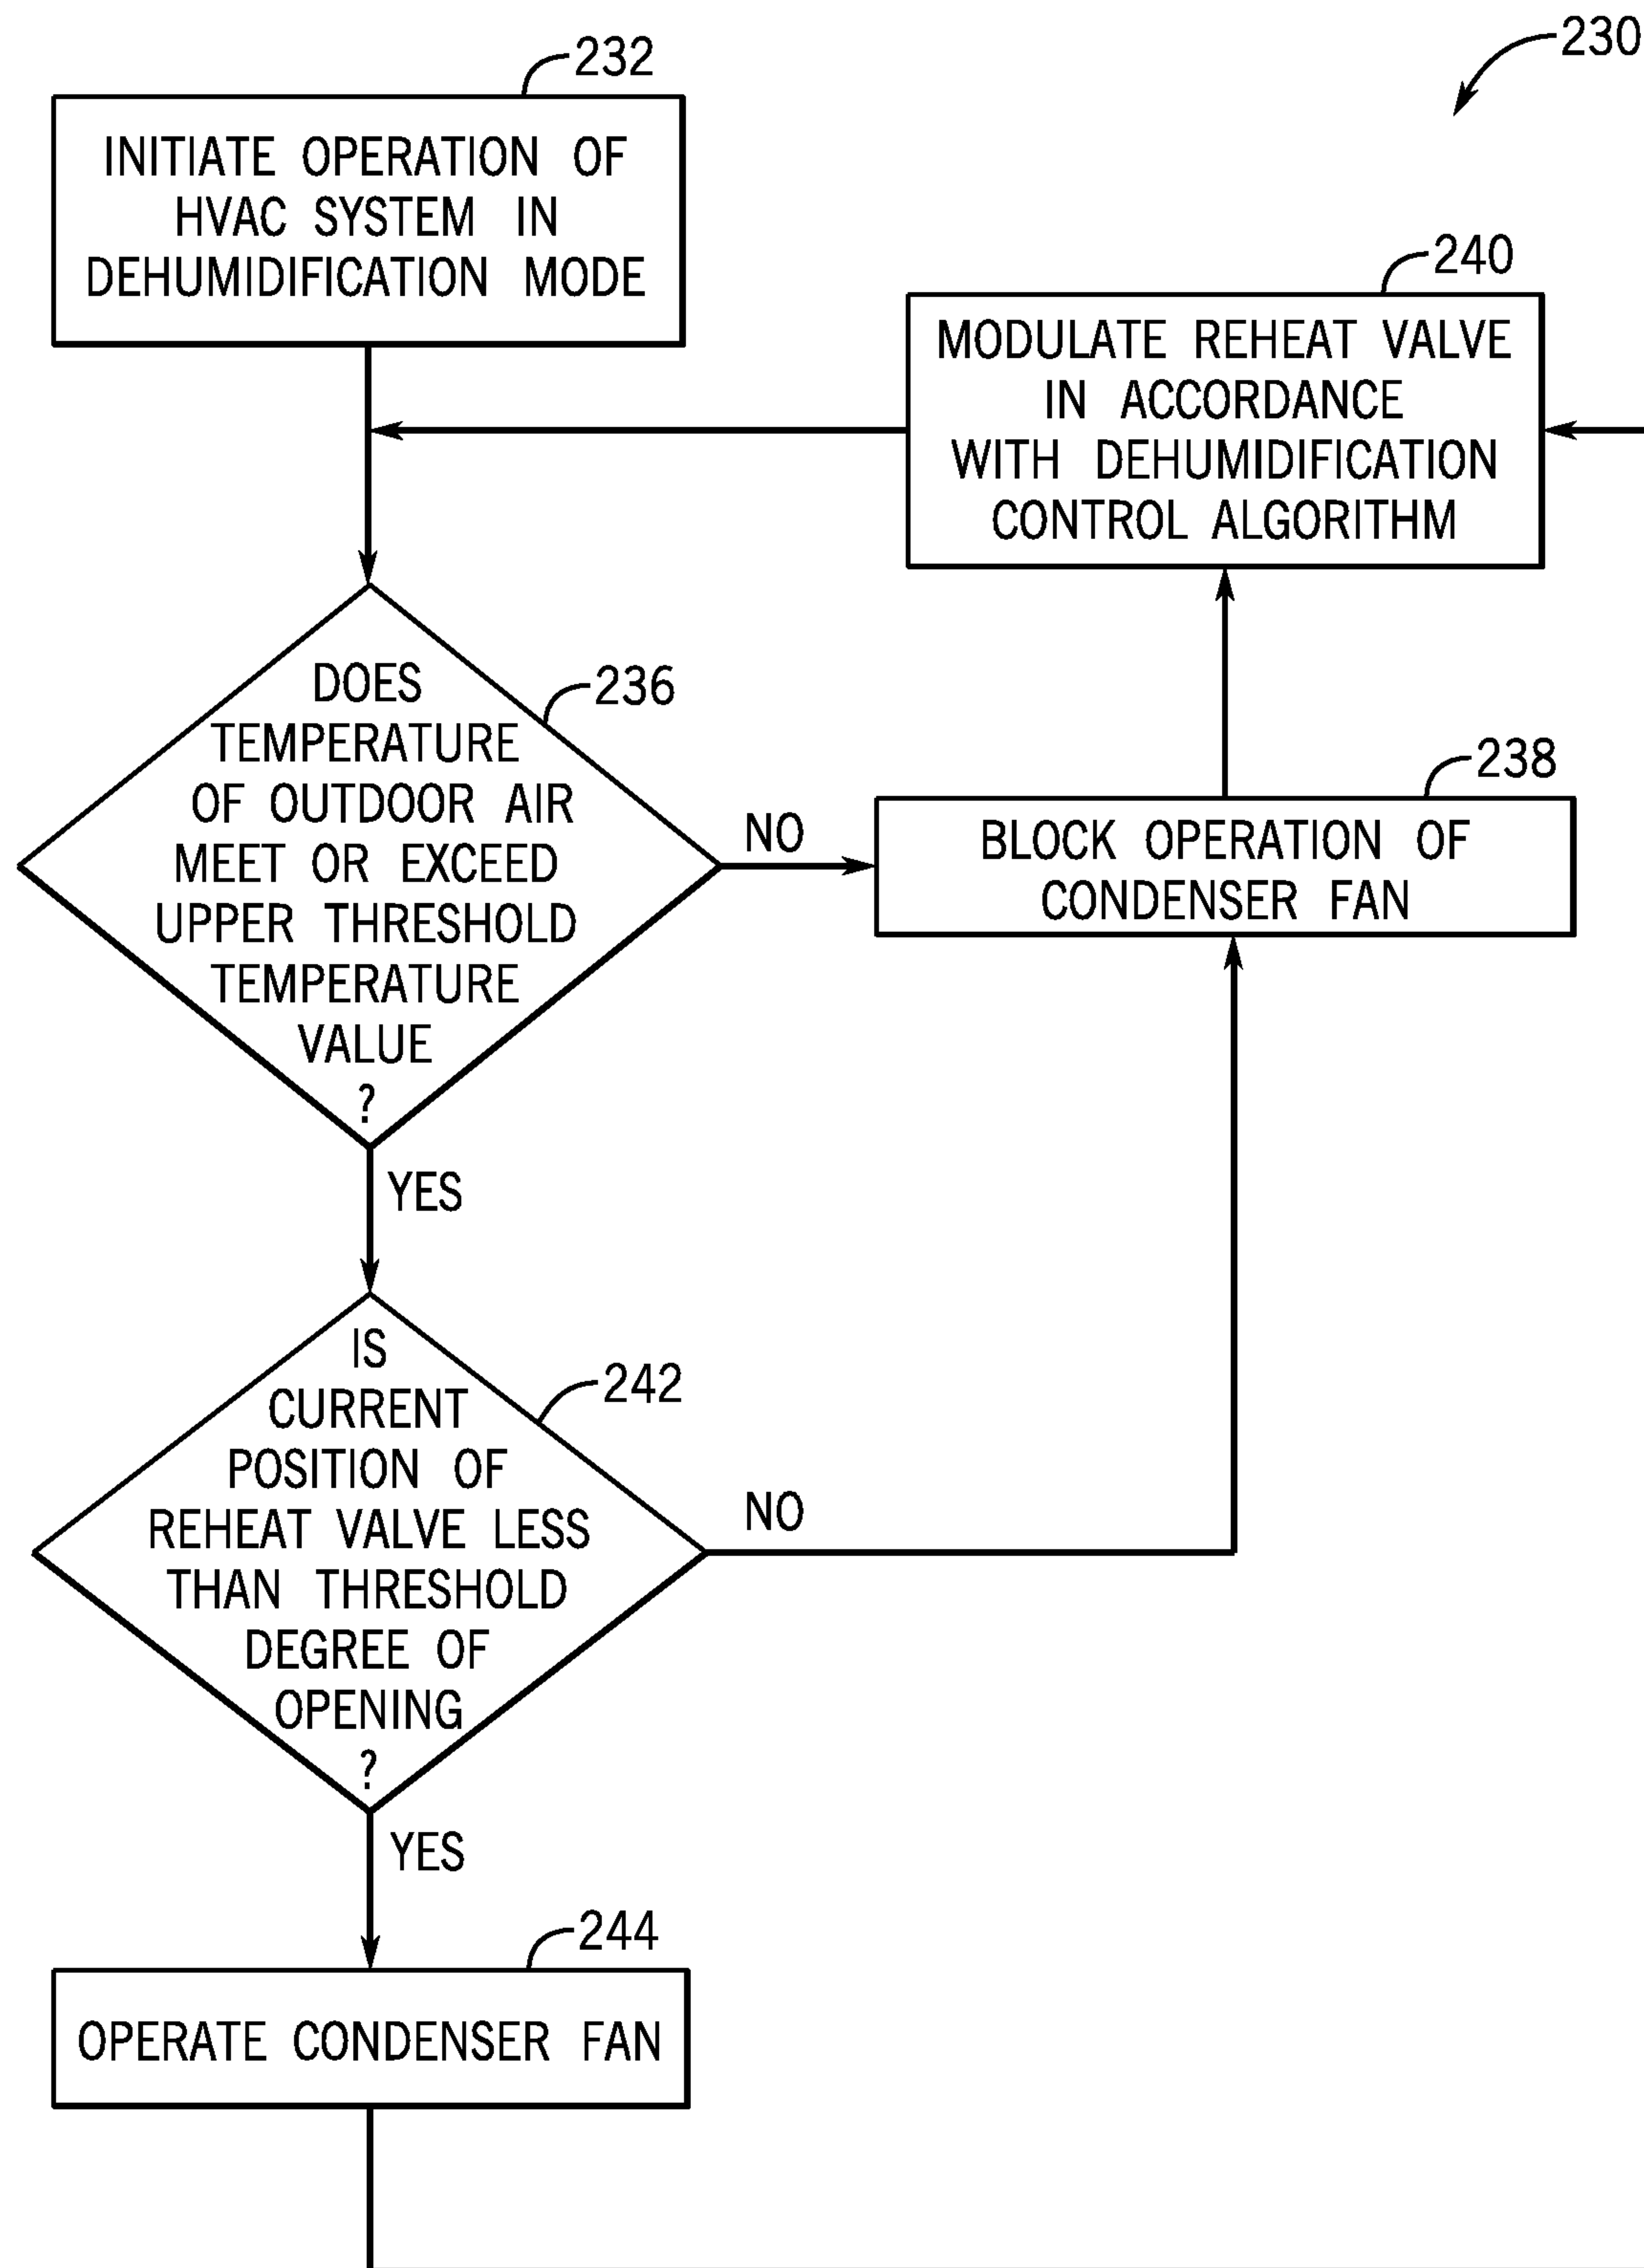 230
232
INITIATE OPERATION OF
HVAC SYSTEM IN
DEHUMIDIFICATION MODE
240
MODULATE REHEAT VALVE
IN ACCORDANCE
WITH DEHUMIDIFICATION
CONTROL ALGORITHM
236
DOES
TEMPERATURE
OF OUTDOOR AIR
MEET OR EXCEED
UPPER THRESHOLD
TEMPERATURE
VALUE
?
NO
238
BLOCK OPERATION OF
CONDENSER FAN
YES
242
IS
CURRENT
POSITION OF
REHEAT VALVE LESS
THAN THRESHOLD
DEGREE OF
OPENING
?
NO
YES
244
OPERATE CONDENSER FAN